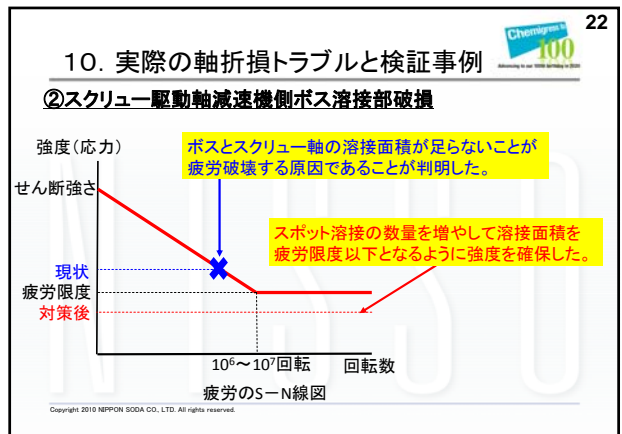 22
Chemigress to
100
Advancing to our 100th birthday in 2020
10．実際の軸折損トラブルと検証事例
②スクリュー駆動軸減速機側ボス溶接部破損
強度(応力)
ボスとスクリュー軸の溶接面積が足らないことが
疲労破壊する原因であることが判明した。
せん断強さ
スポット溶接の数量を増やして溶接面積を
疲労限度以下となるように強度を確保した。
現状
疲労限度
対策後
10⁶～10⁷回転
回転数
疲労のS－N線図
NISSO
Copyright 2010 NIPPON SODA CO., LTD. All rights reserved.